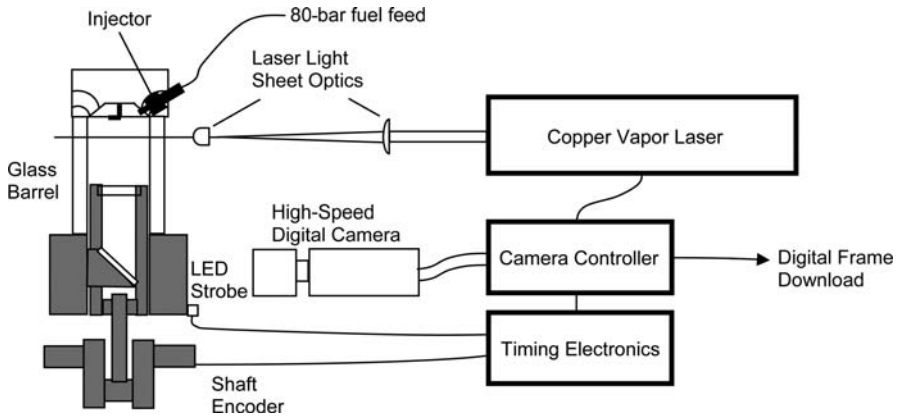 80-bar fuel feed
Injector
Laser Light
Sheet Optics
Copper Vapor Laser
Glass
Barrel
High-Speed
Digital Camera
LED
Strobe
Camera Controller
Digital Frame
Download
Timing Electronics
Shaft
Encoder